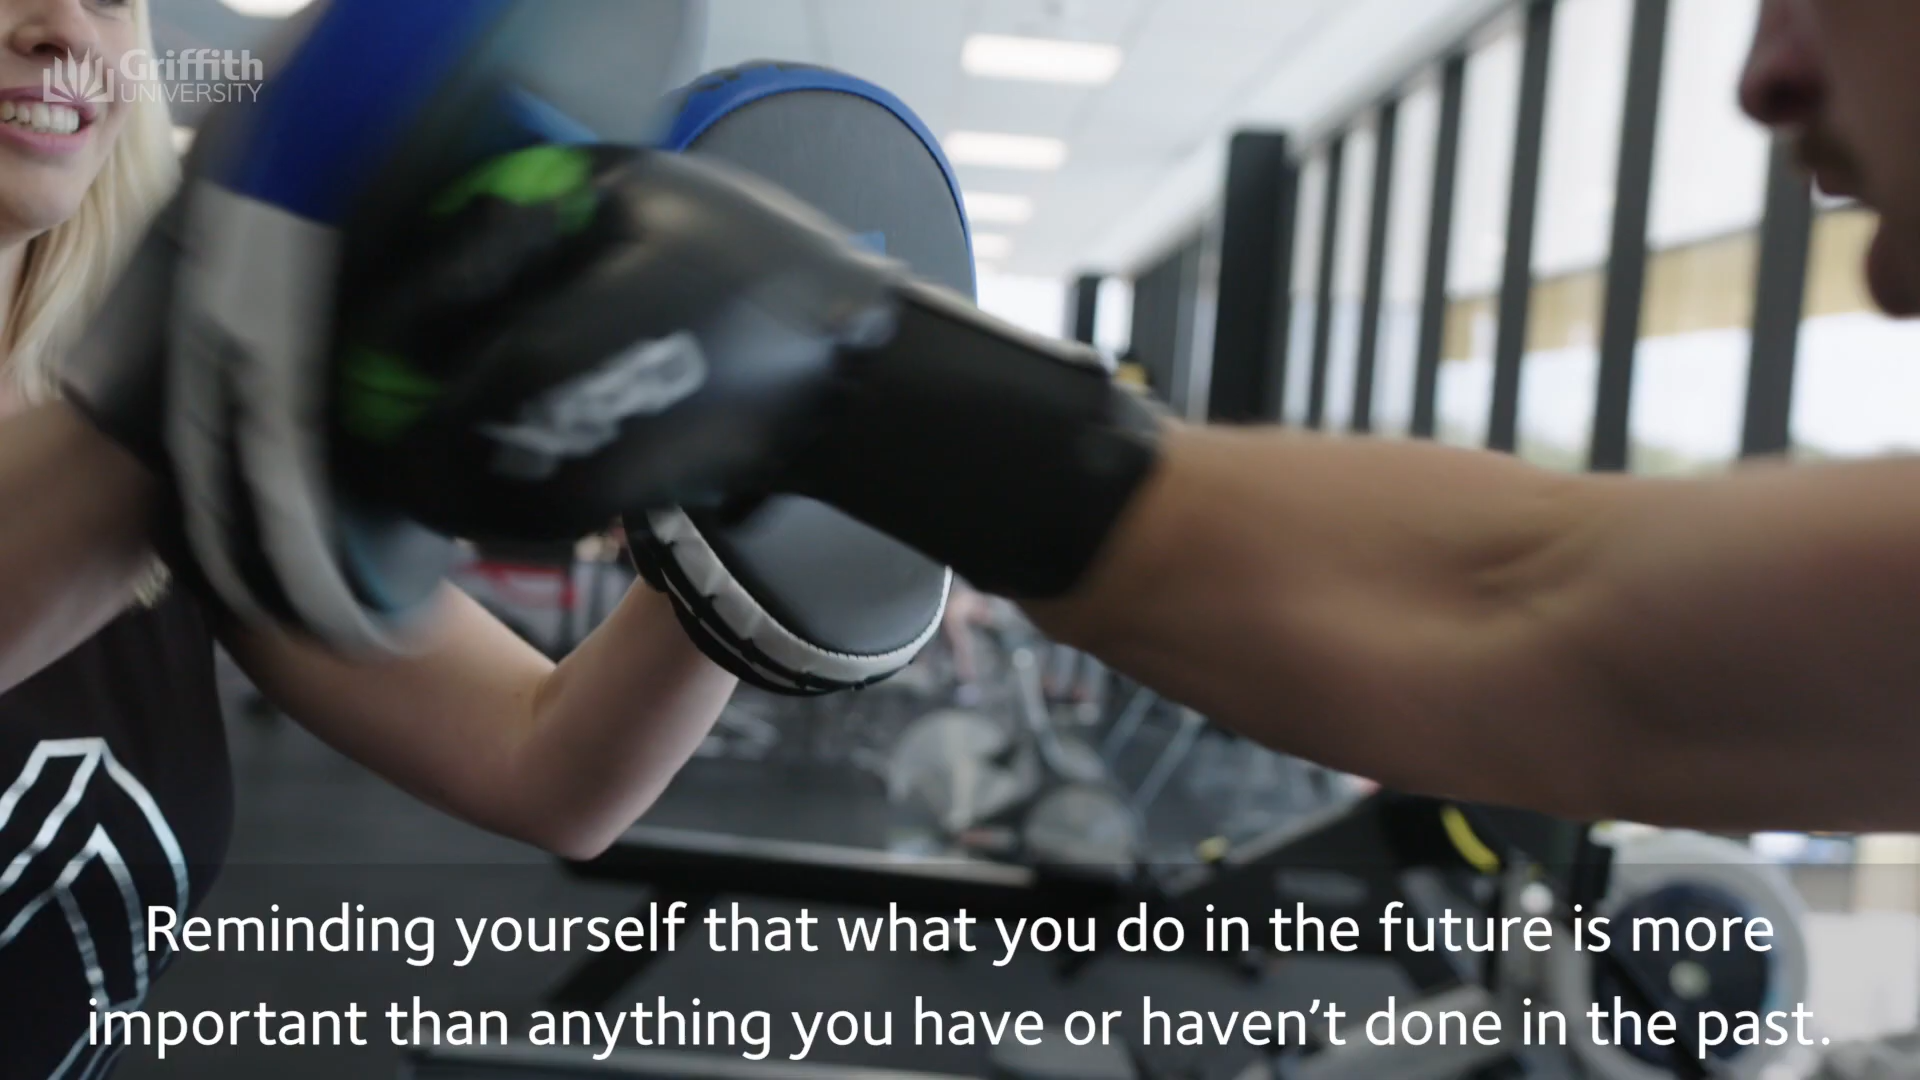 Griffith
UNIVERSITY
Reminding yourself that what you do in the future is more
important than anything you have or haven't done in the past.